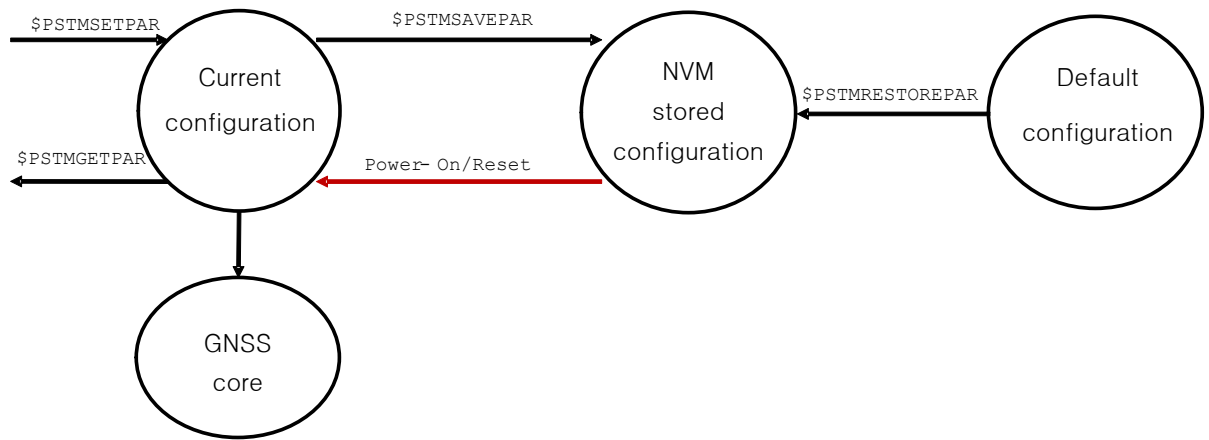 $PSTMSETPAR
$PSTMSAVEPAR
Current
configuration
NVM
stored
configuration
Default
configuration
$PSTMRESTOREPAR
$PSTMGETPAR
Power- On/Reset
GNSS
core